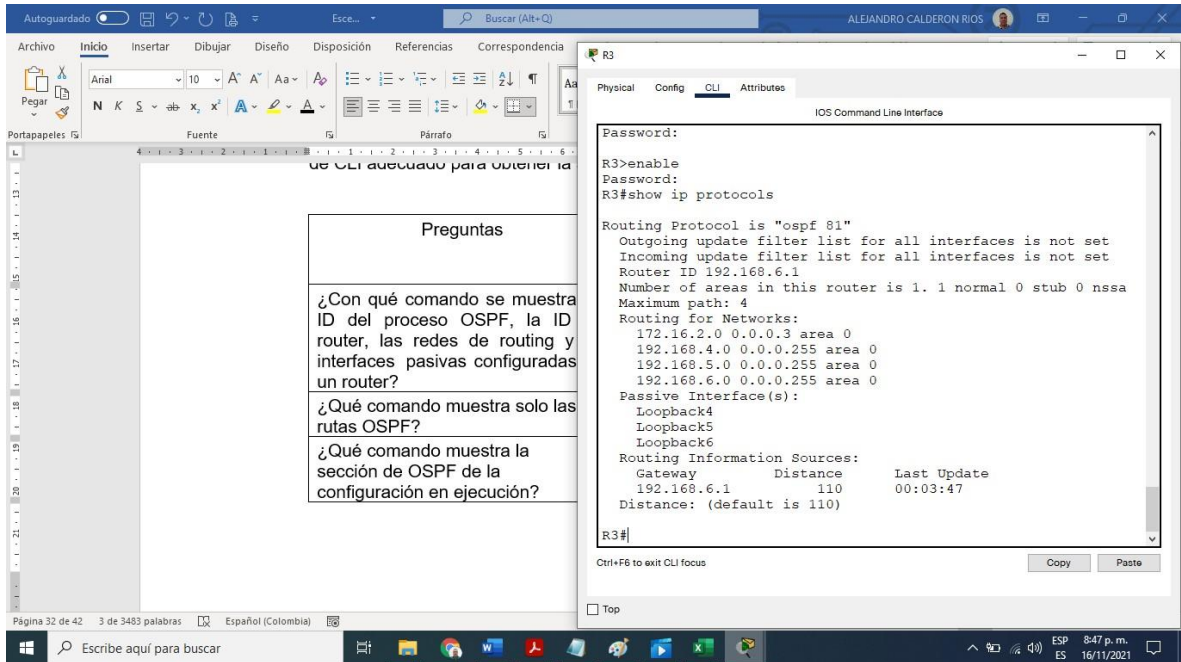 Autoguardado
Esce...
Buscar (Alt+Q)
ALEJANDRO CALDERON RIOS
Archivo Inicio Insertar Dibujar Diseño Disposición Referencias Correspondencia
Pegar
Arial 10
Portapapeles Fuente Párrafo
de CLI adecuado para obtener la
Preguntas
¿Con qué comando se muestra
ID del proceso OSPF, la ID
router, las redes de routing y
interfaces pasivas configuradas
un router?
¿Qué comando muestra solo las
rutas OSPF?
¿Qué comando muestra la
sección de OSPF de la
configuración en ejecución?
R3
Physical Config CLI Attributes
IOS Command Line Interface
Password:
R3>enable
Password:
R3#show ip protocols
Routing Protocol is "ospf 81"
Outgoing update filter list for all interfaces is not set
Incoming update filter list for all interfaces is not set
Router ID 192.168.6.1
Number of areas in this router is 1. 1 normal 0 stub 0 nssa
Maximum path: 4
Routing for Networks:
172.16.2.0 0.0.0.3 area 0
192.168.4.0 0.0.0.255 area 0
192.168.5.0 0.0.0.255 area 0
192.168.6.0 0.0.0.255 area 0
Passive Interface(s):
Loopback4
Loopback5
Loopback6
Routing Information Sources:
Gateway Distance Last Update
192.168.6.1 110 00:03:47
Distance: (default is 110)
R3#
Ctrl+F6 to exit CLI focus
Copy Paste
Top
Página 32 de 42 3 de 3483 palabras Español (Colombia)
Escribe aquí para buscar
ESP 8:47 p. m.
ES 16/11/2021